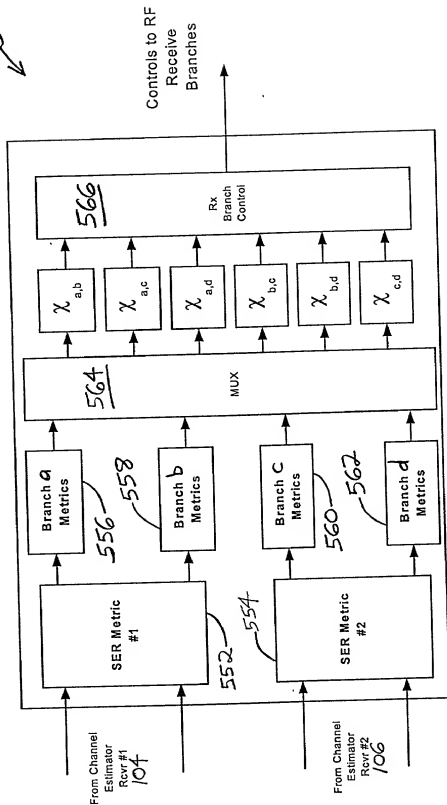 From Channel
Estimator
Rcvr #1
104
From Channel
Estimator
Rcvr #2
106
SER Metric
#1
552
SER Metric
#2
554
Branch a
Metrics
556
Branch b
Metrics
558
Branch c
Metrics
560
Branch d
Metrics
562
564
MUX
χ a,b
χ a,c
χ a,d
χ b,c
χ b,d
χ c,d
566
Rx
Branch
Control
Controls to RF
Receive
Branches